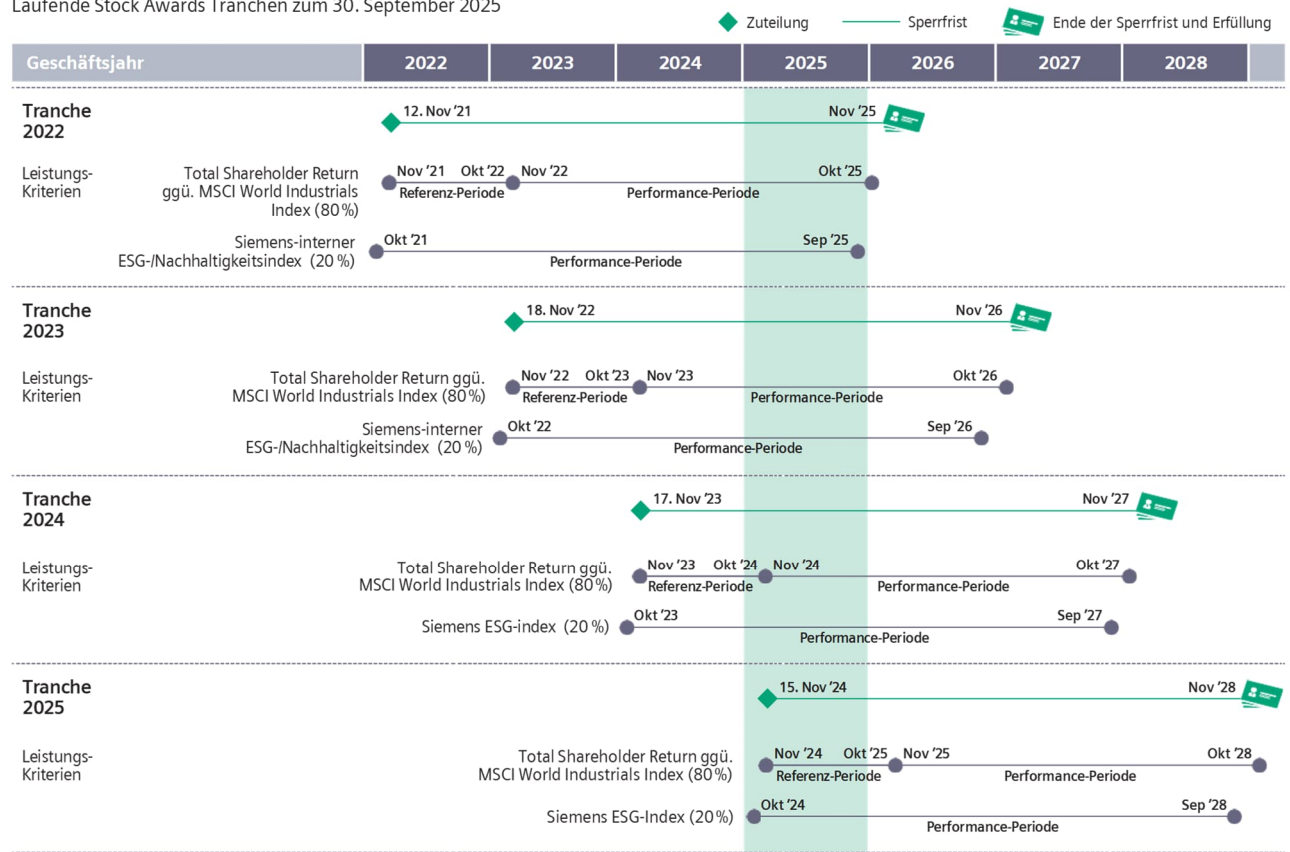 Laufende Stock Awards Tranchen zum 30. September 2025
Zuteilung Sperrfrist Ende der Sperrfrist und Erfüllung
Geschäftsjahr 2022 2023 2024 2025 2026 2027 2028
Tranche
2022
12. Nov ’21 Nov ’25
Leistungs-
Kriterien
Total Shareholder Return
ggü. MSCI World Industrials
Index (80 %)
Nov ’21 Okt ’22 Nov ’22 Okt ’25
Referenz-Periode Performance-Periode
Siemens-interner
ESG-/Nachhaltigkeitsindex (20 %)
Okt ’21 Sep ’25
Performance-Periode
Tranche
2023
18. Nov ’22 Nov ’26
Leistungs-
Kriterien
Total Shareholder Return ggü.
MSCI World Industrials Index (80 %)
Nov ’22 Okt ’23 Nov ’23 Okt ’26
Referenz-Periode Performance-Periode
Siemens-interner
ESG-/Nachhaltigkeitsindex (20 %)
Okt ’22 Sep ’26
Performance-Periode
Tranche
2024
17. Nov ’23 Nov ’27
Leistungs-
Kriterien
Total Shareholder Return ggü.
MSCI World Industrials Index (80 %)
Nov ’23 Okt ’24 Nov ’24 Okt ’27
Referenz-Periode Performance-Periode
Siemens ESG-index (20 %)
Okt ’23 Sep ’27
Performance-Periode
Tranche
2025
15. Nov ’24 Nov ’28
Leistungs-
Kriterien
Total Shareholder Return ggü.
MSCI World Industrials Index (80 %)
Nov ’24 Okt ’25 Nov ’25 Okt ’28
Referenz-Periode Performance-Periode
Siemens ESG-Index (20 %)
Okt ’24 Sep ’28
Performance-Periode